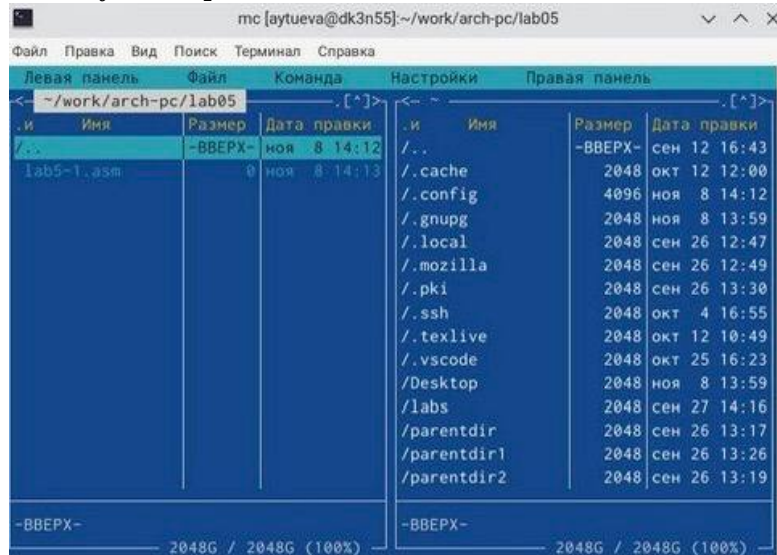 mc [aytueva@dk3n55]:~/work/arch-pc/lab05
Файл Правка Вид Поиск Терминал Справка
Левая панель Файл Команда Настройки Правая панель
<— ~/work/arch-pc/lab05 .[^]>
.и Имя Размер Дата правки
/.. -ВВЕРХ- ноя 8 14:12
lab5-1.asm 0 ноя 8 14:13
-ВВЕРХ-
2048G / 2048G (100%)
<— ~ .[^]>
.и Имя Размер Дата правки
/.. -ВВЕРХ- сен 12 16:43
/.cache 2048 окт 12 12:00
/.config 4096 ноя 8 14:12
/.gnupg 2048 ноя 8 13:59
/.local 2048 сен 26 12:47
/.mozilla 2048 сен 26 12:49
/.pki 2048 сен 26 13:30
/.ssh 2048 окт 4 16:55
/.texlive 2048 окт 12 10:49
/.vscode 2048 окт 25 16:23
/Desktop 2048 ноя 8 13:59
/labs 2048 сен 27 14:16
/parentdir 2048 сен 26 13:17
/parentdir1 2048 сен 26 13:26
/parentdir2 2048 сен 26 13:19
-ВВЕРХ-
2048G / 2048G (100%)